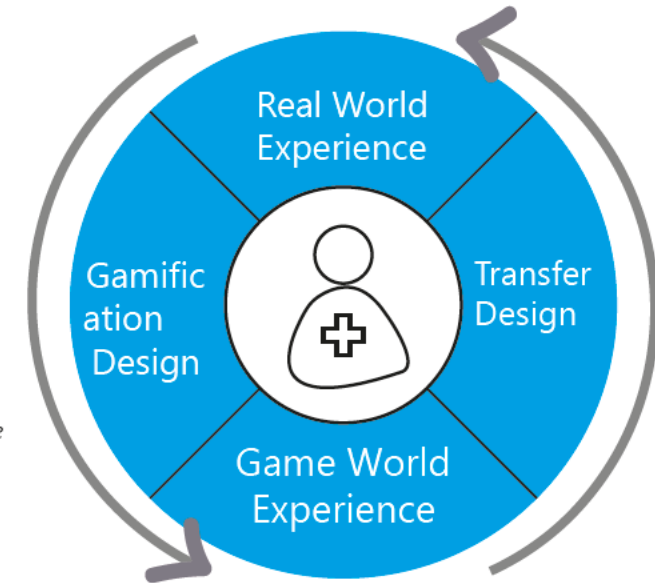 Real World
Experience
Gamific
ation
Design
Transfer
Design
e
Game World
Experience